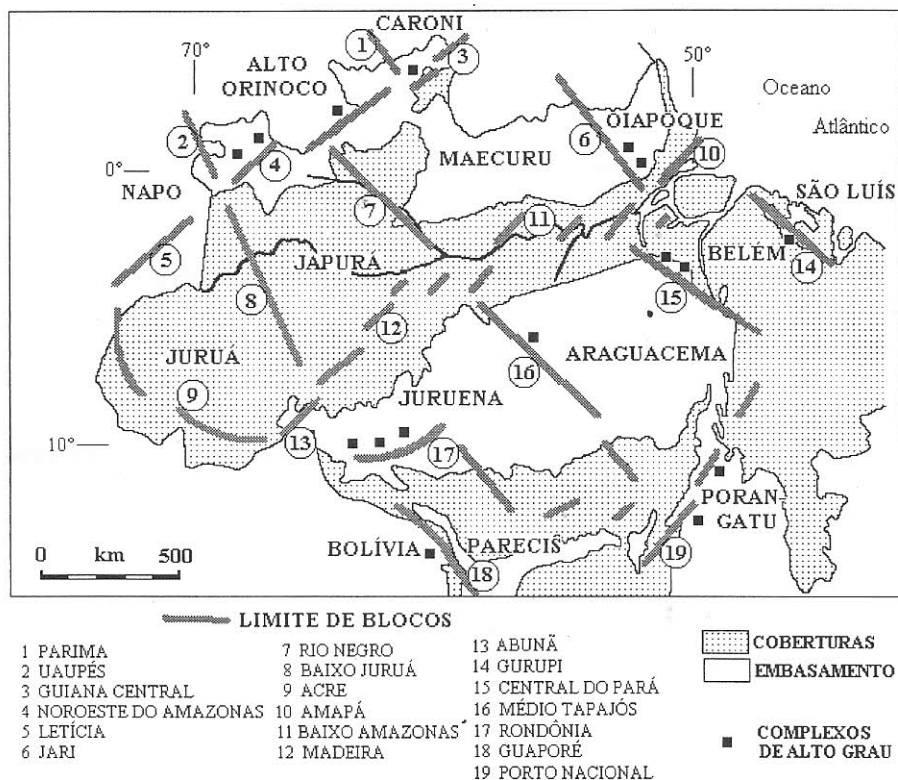 CARONI
1
3
70°
50°
ALTO
ORINOCO
Oceano
Atlântico
OIAPOQUE
2
4
6
MAECURU
10
0°
NAPO
SÃO LUÍS
7
11
5
JAPURÁ
BELÉM
14
8
15
12
ARAGUACEMA
JURUÁ
16
9
JURUENA
10°
13
17
PORAN-
GATU
0 km 500
BOLÍVIA
PARECIS
18
19
LIMITE DE BLOCOS
1 PARIMA
2 UAUPÉS
3 GUIANA CENTRAL
4 NOROESTE DO AMAZONAS
5 LETÍCIA
6 JARI
7 RIO NEGRO
8 BAIXO JURUÁ
9 ACRE
10 AMAPÁ
11 BAIXO AMAZONAS
12 MADEIRA
13 ABUNÃ
14 GURUPI
15 CENTRAL DO PARÁ
16 MÉDIO TAPAJÓS
17 RONDÔNIA
18 GUAPORÉ
19 PORTO NACIONAL
COBERTURAS
EMBASAMENTO
COMPLEXOS
DE ALTO GRAU